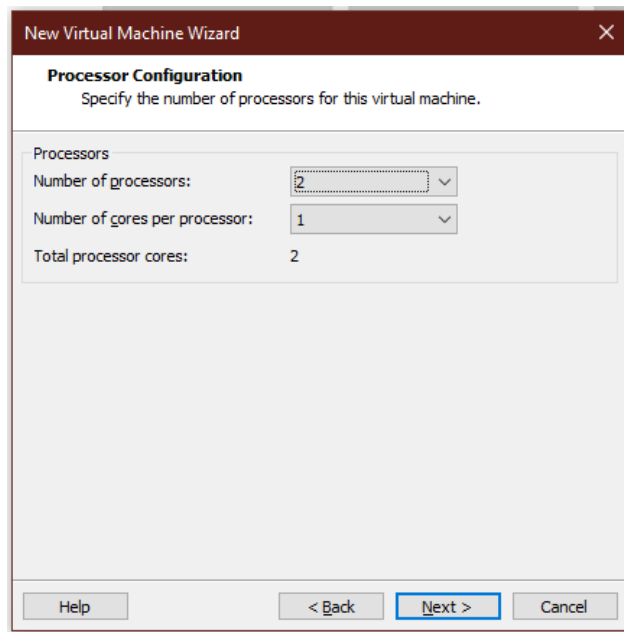 New Virtual Machine Wizard
Processor Configuration
Specify the number of processors for this virtual machine.
Processors
Number of processors: 2
Number of cores per processor: 1
Total processor cores: 2
Help < Back Next > Cancel